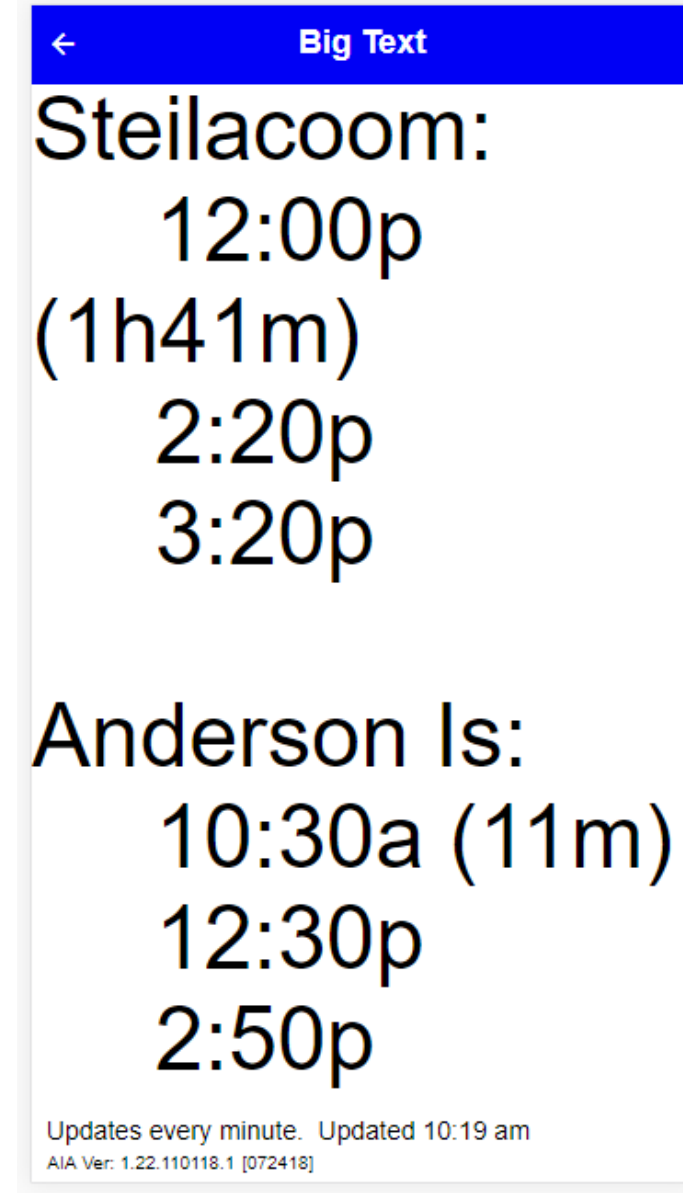 Big Text
Steilacoom:
12:00p
(1h41m)
2:20p
3:20p
Anderson Is:
10:30a (11m)
12:30p
2:50p
Updates every minute.  Updated 10:19 am
AIA Ver: 1.22.110118.1 [072418]